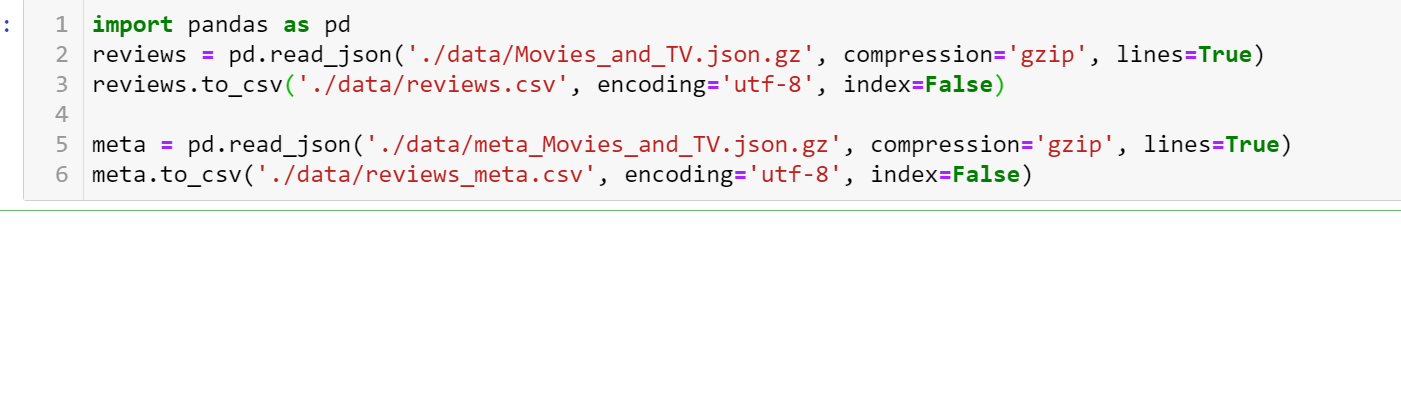 : 1 import pandas as pd
2 reviews = pd.read_json('./data/Movies_and_TV.json.gz', compression='gzip', lines=True)
3 reviews.to_csv('./data/reviews.csv', encoding='utf-8', index=False)
4
5 meta = pd.read_json('./data/meta_Movies_and_TV.json.gz', compression='gzip', lines=True)
6 meta.to_csv('./data/reviews_meta.csv', encoding='utf-8', index=False)